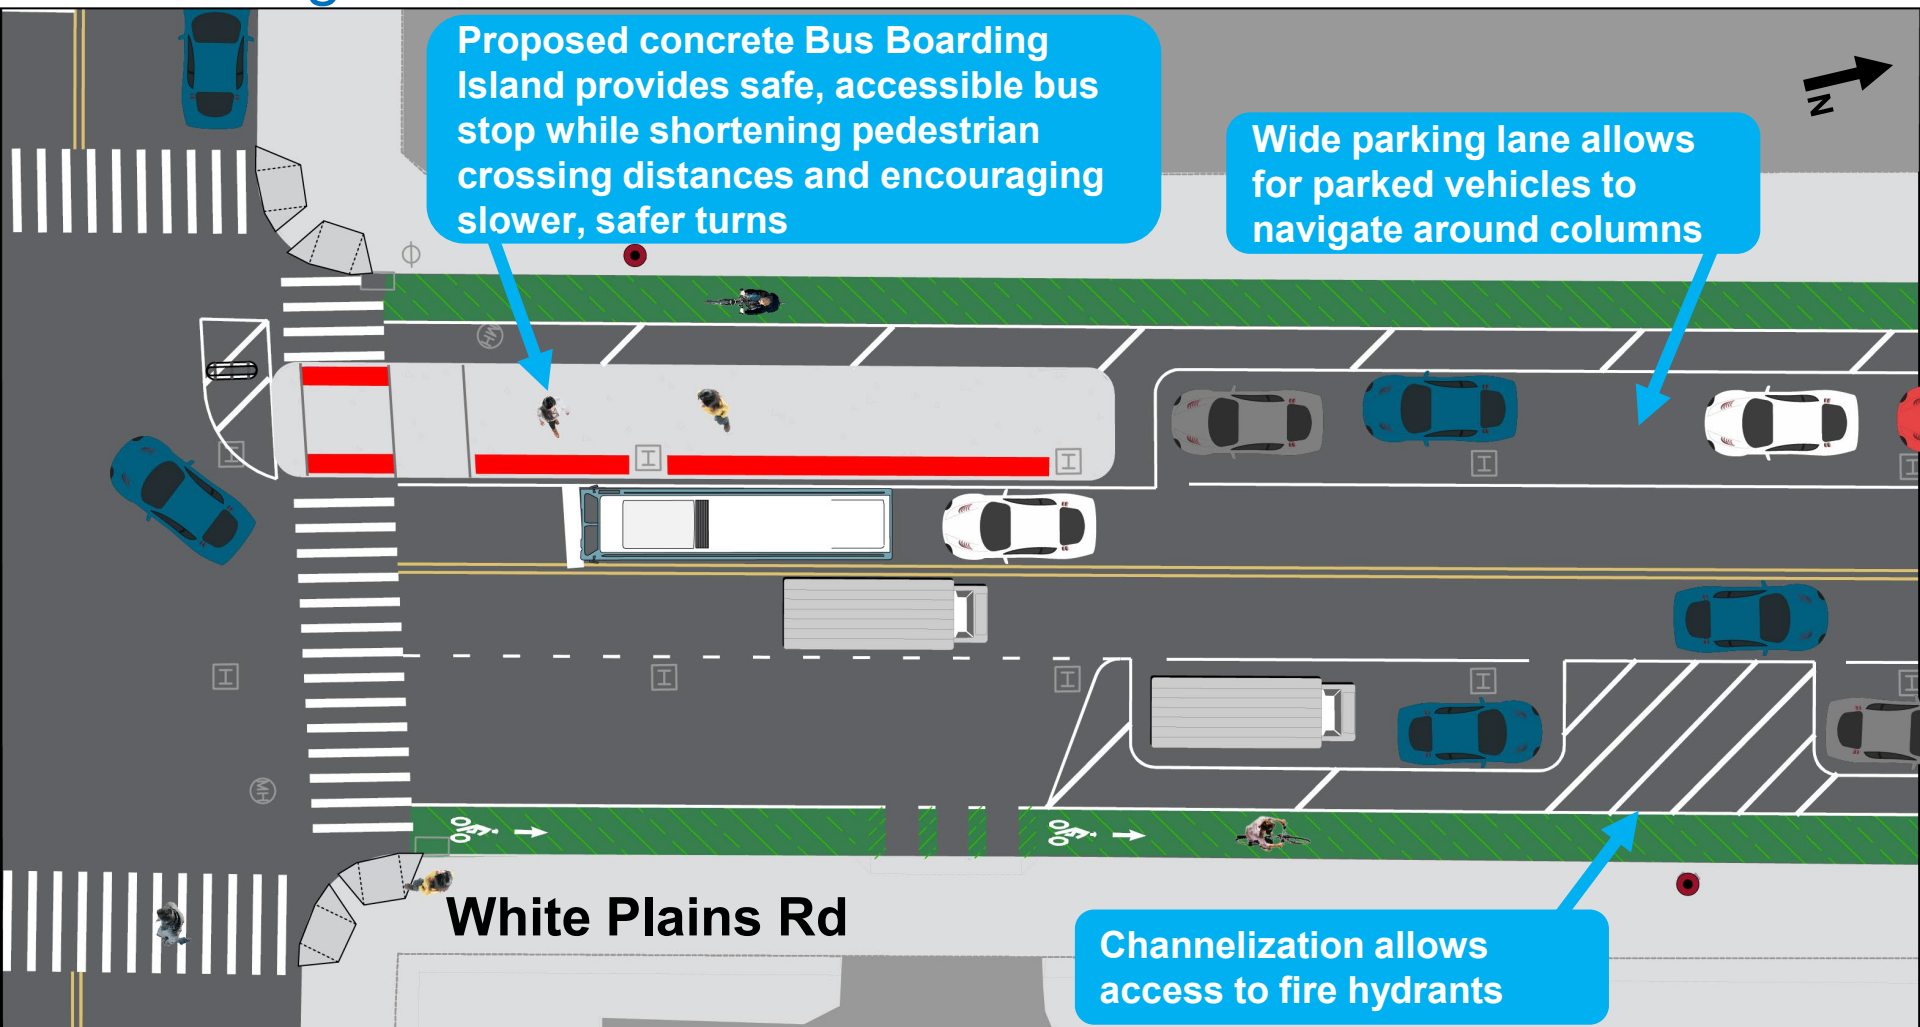 Proposed concrete Bus Boarding
Island provides safe, accessible bus
stop while shortening pedestrian
crossing distances and encouraging
slower, safer turns
N
Wide parking lane allows
for parked vehicles to
navigate around columns
MH
MH
White Plains Rd
Channelization allows
access to fire hydrants